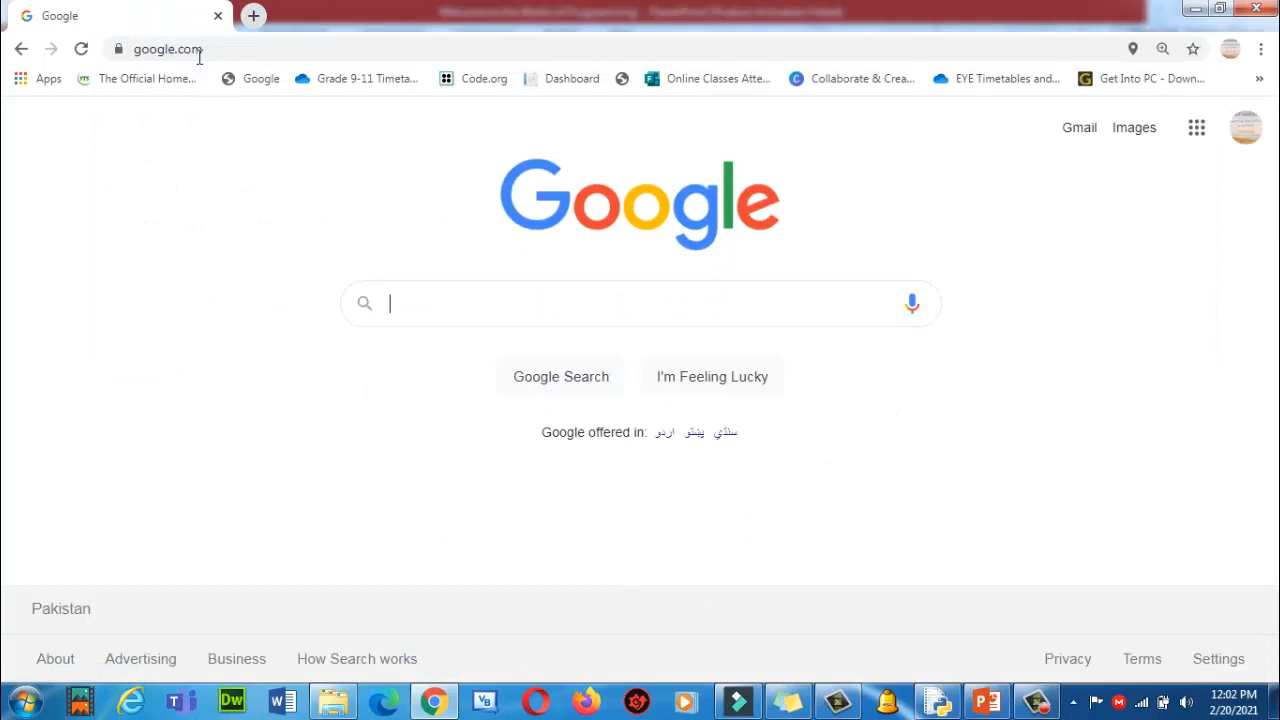 Google
google.com
Apps The Official Home... Google Grade 9-11 Timeta... Code.org Dashboard Online Classes Atte... Collaborate & Crea... EYE Timetables and... Get Into PC - Down...
Gmail Images
Google
Google Search I'm Feeling Lucky
Google offered in: اردو پښتو سنڌي
Pakistan
About Advertising Business How Search works Privacy Terms Settings
12:02 PM
2/20/2021